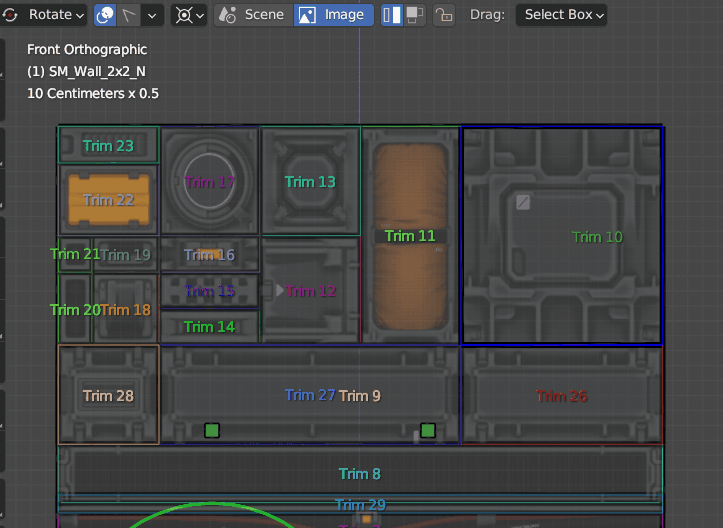 Rotate Scene Image Drag: Select Box
Front Orthographic
(1) SM_Wall_2x2_N
10 Centimeters x 0.5
Trim 23
Trim 22
Trim 17
Trim 13
Trim 11
Trim 10
Trim 21
Trim 19
Trim 16
Trim 20
Trim 18
Trim 15
Trim 12
Trim 14
Trim 28
Trim 27
Trim 9
Trim 26
Trim 8
Trim 29